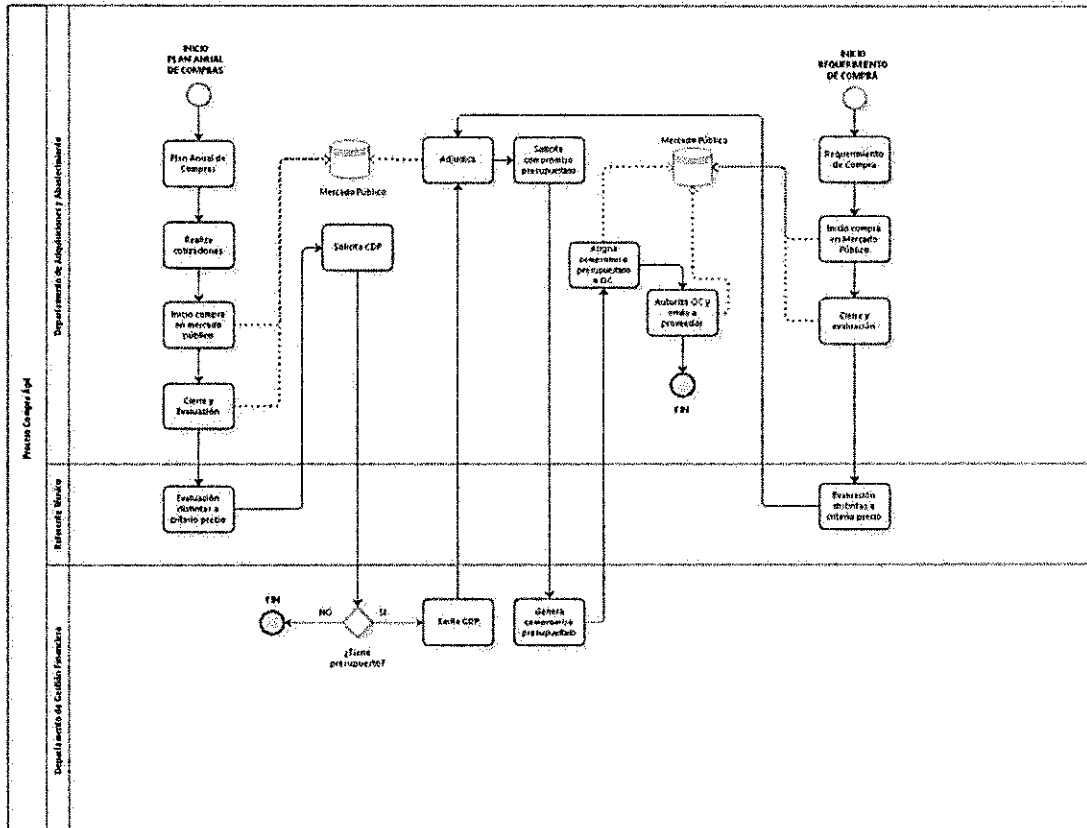 Proceso Compra Ágil
Departamento de Adquisiciones y Abastecimiento
Referente Técnico
Departamento de Gestión Financiera
INICIO
PLAN ANUAL
DE COMPRAS
Plan Anual de
Compras
Realiza
cotizaciones
Inicio compra
en mercado
público
Cierre y
Evaluación
Evaluación
distintas a
criterio precio
Solicita CDP
Mercado Público
¿Tiene
presupuesto?
NO
FIN
SI
Emite CDP
Adjudica
Solicita
compromiso
presupuestario
Genera
compromiso
presupuestario
Asigna
compromiso
presupuestario
a OC
Autoriza OC y
envía a
proveedor
FIN
Mercado Público
INICIO
REQUERIMIENTO
DE COMPRA
Requerimiento
de Compra
Inicio compra
en Mercado
Público
Cierre y
evaluación
Evaluación
distintas a
criterio precio